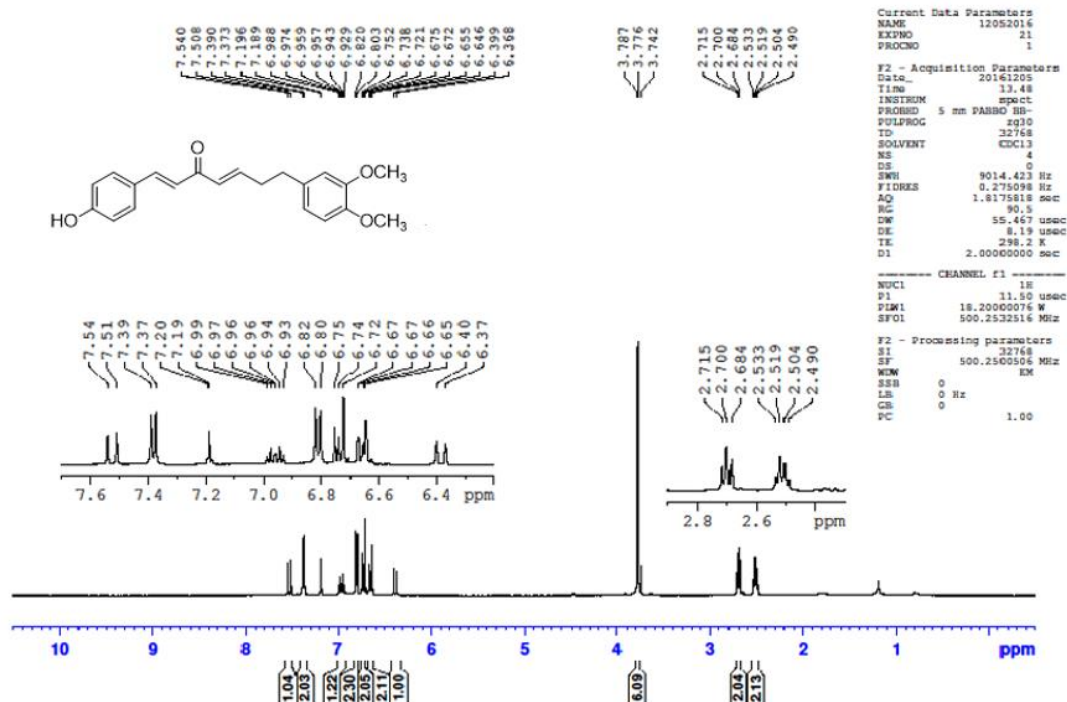 7.540 7.508 7.390 7.373 7.196 7.189 6.988 6.974 6.959 6.957 6.943 6.929 6.820 6.803 6.752 6.738 6.721 6.675 6.672 6.655 6.646 6.399 6.368
3.787 3.776 3.742
2.715 2.700 2.684 2.533 2.519 2.504 2.490
Current Data Parameters
NAME 12052016
EXPNO 21
PROCNO 1
F2 - Acquisition Parameters
Date_ 20161205
Time 13.48
INSTRUM spect
PROBHD 5 mm PABBO BB-
PULPROG zg30
TD 32768
SOLVENT CDCl3
NS 4
DS 0
SWH 9014.423 Hz
FIDRES 0.275098 Hz
AQ 1.8175818 sec
RG 90.5
DW 55.467 usec
DE 8.19 usec
TE 298.2 K
D1 2.00000000 sec
-------- CHANNEL f1 --------
NUC1 1H
P1 11.50 usec
PLW1 18.20000076 W
SFO1 500.2532516 MHz
F2 - Processing parameters
SI 32768
SF 500.2500506 MHz
WDW EM
SSB 0
LB 0 Hz
GB 0
PC 1.00
O
OCH3
OCH3
HO
7.54 7.51 7.39 7.37 7.20 7.19 6.99 6.97 6.96 6.96 6.94 6.93 6.82 6.80 6.75 6.74 6.72 6.67 6.67 6.66 6.65 6.40 6.37
7.6 7.4 7.2 7.0 6.8 6.6 6.4 ppm
2.715 2.700 2.684 2.533 2.519 2.504 2.490
2.8 2.6 ppm
10 9 8 7 6 5 4 3 2 1 ppm
1.04 2.03 1.22 2.30 2.05 2.11 1.00 6.09 2.04 2.13